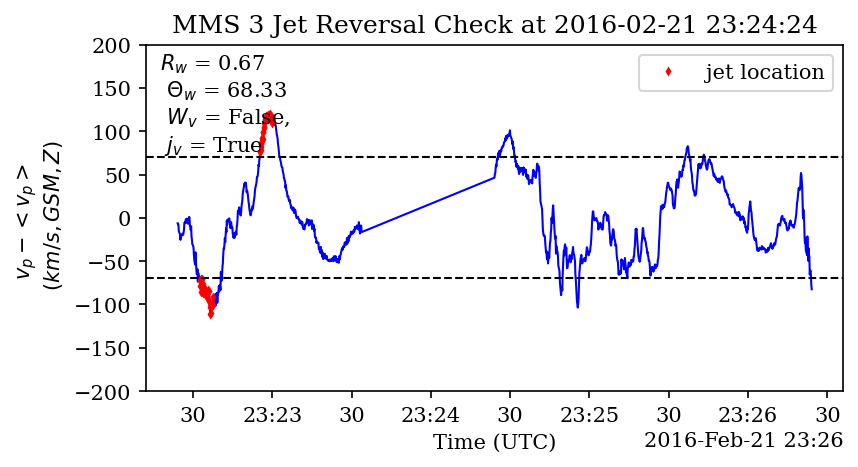 MMS 3 Jet Reversal Check at 2016-02-21 23:24:24
R_w = 0.67
Θ_w = 68.33
W_v = False,
j_v = True
jet location
200
150
100
50
0
−50
−100
−150
−200
v_p − < v_p >
(km/s, GSM, Z)
30 23:23 30 23:24 30 23:25 30 23:26 30
Time (UTC)
2016-Feb-21 23:26